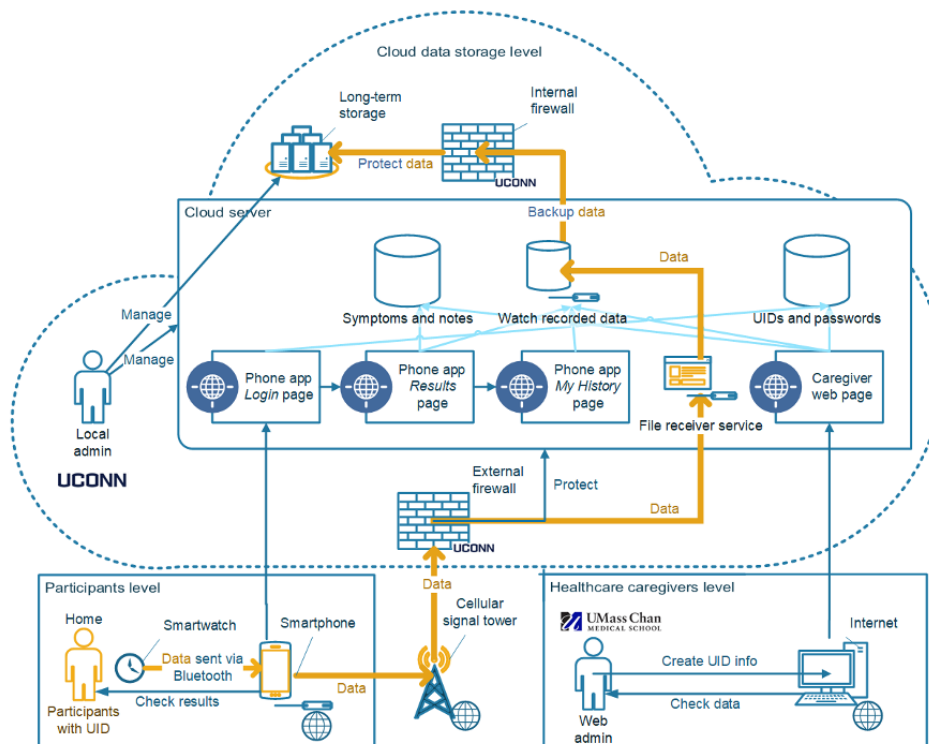 Cloud data storage level
Long-term
storage
Internal
firewall
Protect data
UCONN
Cloud server
Backup data
Data
Manage
Symptoms and notes
Watch recorded data
UIDs and passwords
Manage
Phone app
Login page
Phone app
Results
page
Phone app
My History
page
Caregiver
web page
File receiver service
Local
admin
UCONN
External
firewall
Protect
Data
UCONN
Data
Participants level
Healthcare caregivers level
Home
Smartwatch
Smartphone
Cellular
signal tower
UMass Chan
MEDICAL SCHOOL
Internet
Data sent via
Bluetooth
Data
Create UID info
Check results
Check data
Participants
with UID
Web
admin